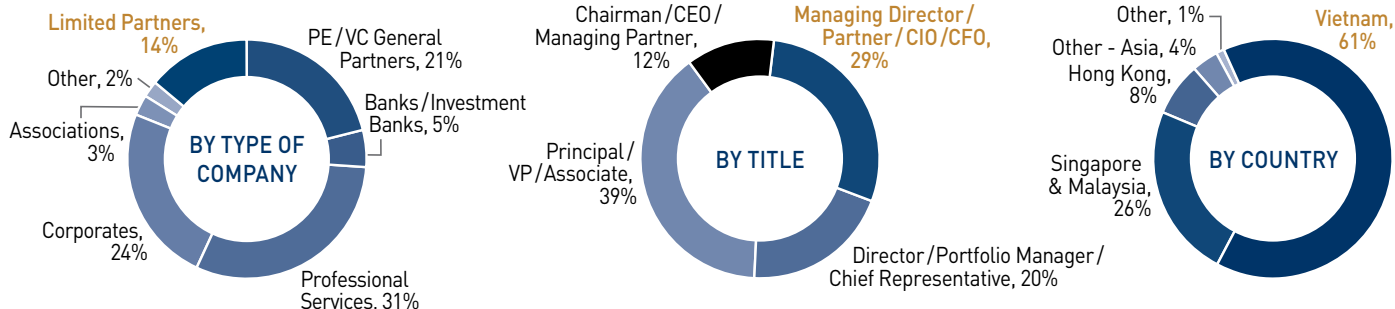 Limited Partners,
14%
PE/VC General
Partners, 21%
Other, 2%
Banks/Investment
Banks, 5%
Associations,
3%
BY TYPE OF
COMPANY
Corporates,
24%
Professional
Services, 31%
Chairman/CEO/
Managing Partner,
12%
Managing Director/
Partner/CIO/CFO,
29%
BY TITLE
Principal/
VP/Associate,
39%
Director/Portfolio Manager/
Chief Representative, 20%
Other, 1%
Vietnam,
61%
Other - Asia, 4%
Hong Kong,
8%
BY COUNTRY
Singapore
& Malaysia,
26%